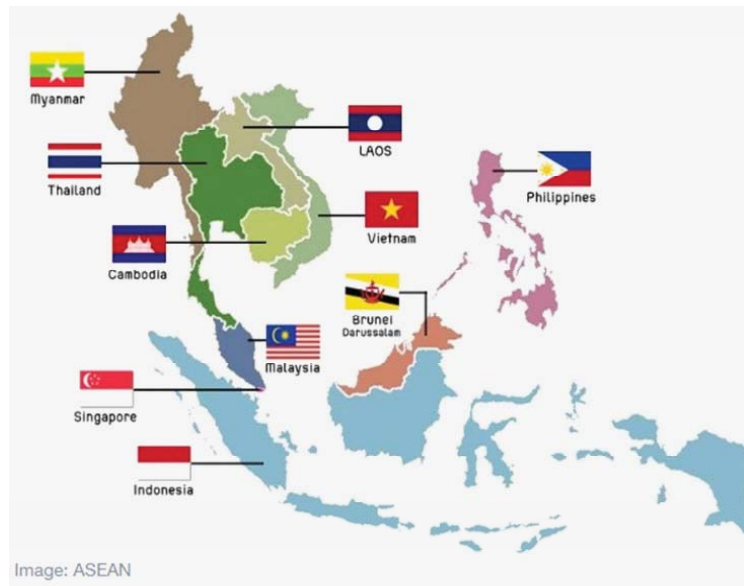 Myanmar
LAOS
Thailand
Philippines
Vietnam
Cambodia
Brunei
Darussalam
Malaysia
Singapore
Indonesia
Image: ASEAN